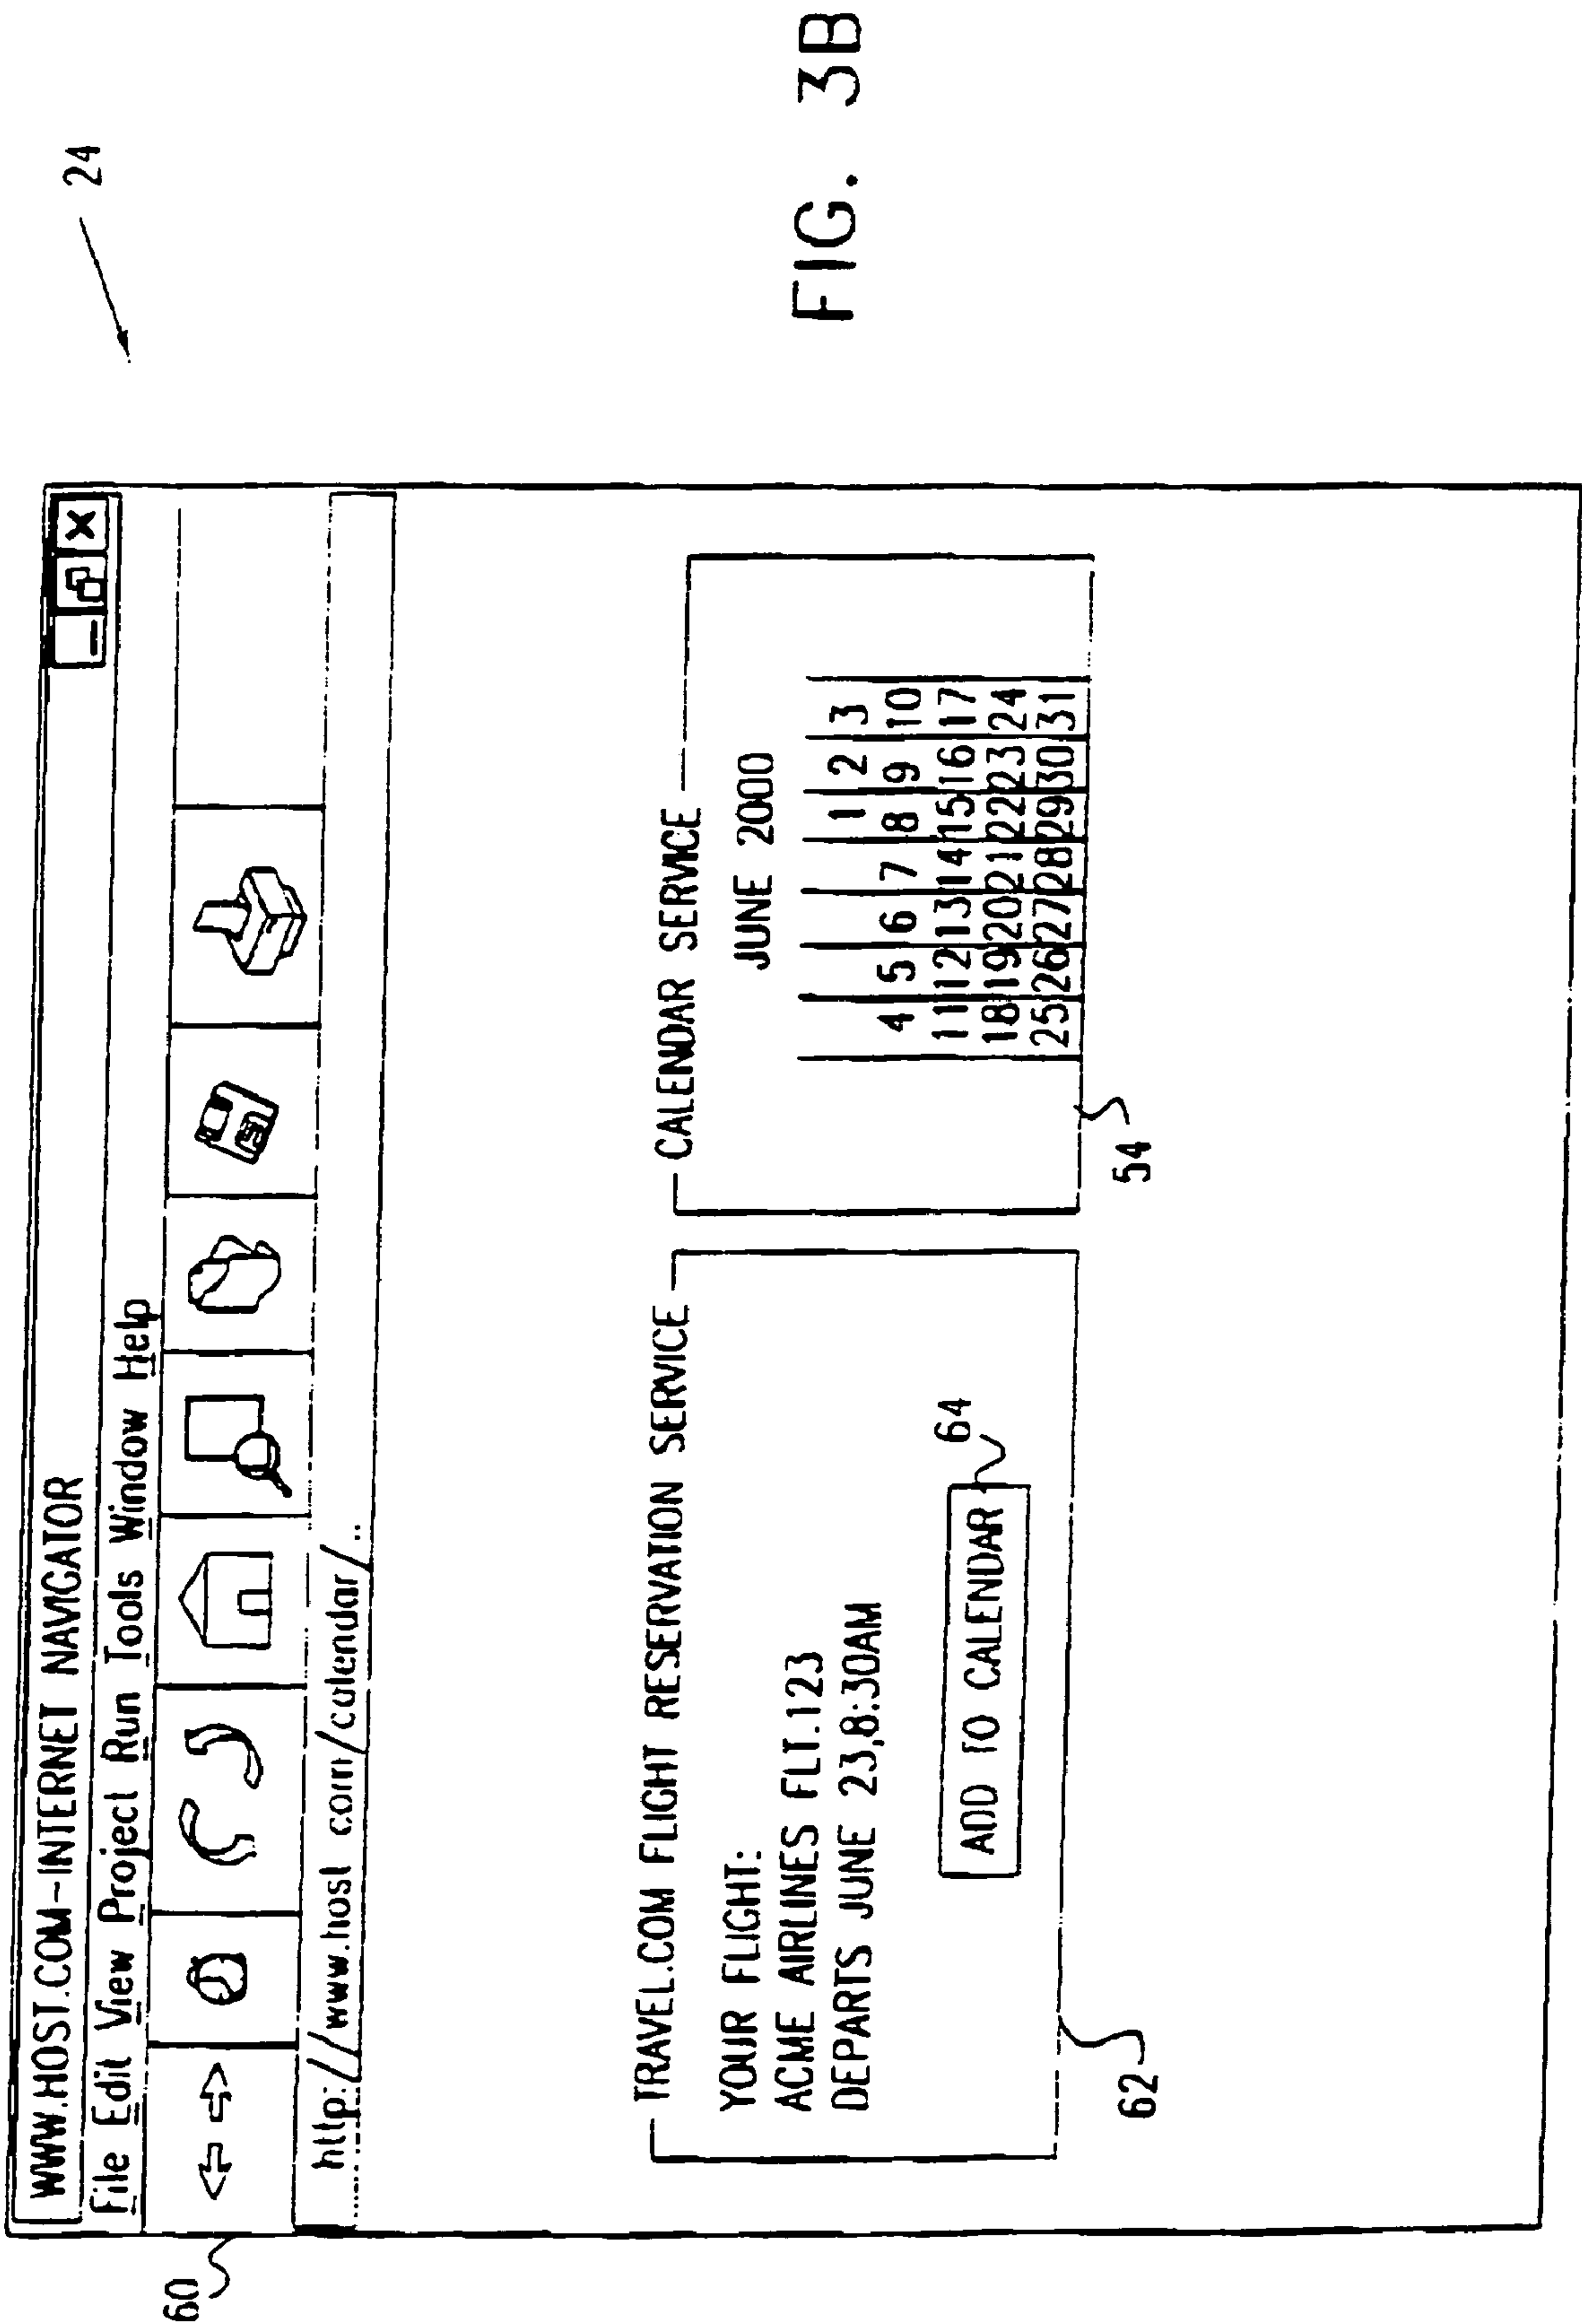 24
WWW.HOST.COM-INTERNET NAVIGATOR
File Edit View Project Run Tools Window Help
60
http://www.host com/calendar/..
TRAVEL.COM FLIGHT RESERVATION SERVICE
YOUR FLIGHT:
ACME AIRLINES FLT.123
DEPARTS JUNE 23,8:30AM
ADD TO CALENDAR
64
62
CALENDAR SERVICE
JUNE 2000
1 2 3
4 5 6 7 8 9 10
11 12 13 14 15 16 17
18 19 20 21 22 23 24
25 26 27 28 29 30 31
54
FIG. 3B